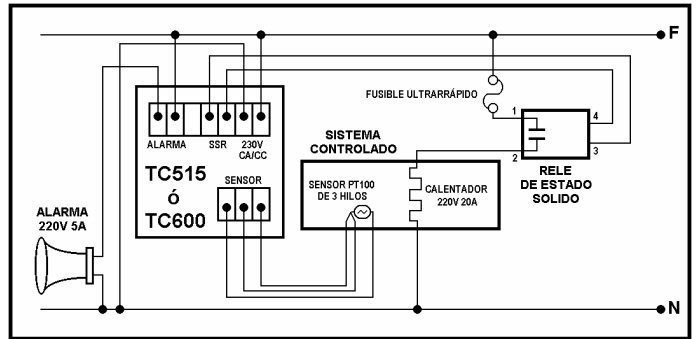 F
FUSIBLE ULTRARRÁPIDO
1
4
ALARMA
SSR
230V
CA/CC
2
3
SISTEMA
CONTROLADO
RELE
DE ESTADO
SOLIDO
TC515
ó
TC600
SENSOR
SENSOR PT100
DE 3 HILOS
CALENTADOR
220V 20A
ALARMA
220V 5A
N